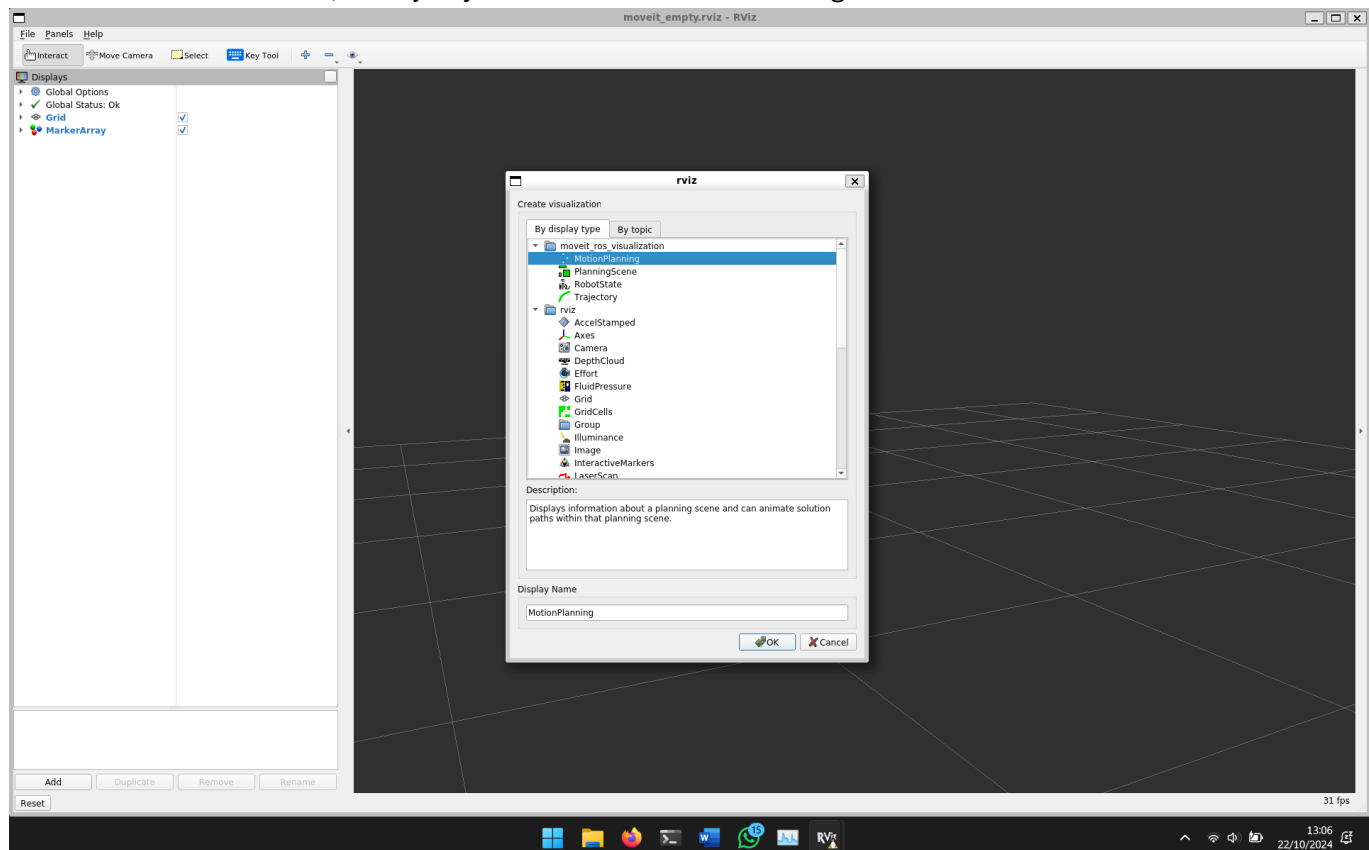 moveit_empty.rviz - RViz
File Panels Help
Interact Move Camera Select Key Tool
Displays
Global Options
Global Status: Ok
Grid
MarkerArray
rviz
Create visualization
By display type By topic
moveit_ros_visualization
MotionPlanning
PlanningScene
RobotState
Trajectory
rviz
AccelStamped
Axes
Camera
DepthCloud
Effort
FluidPressure
Grid
GridCells
Group
Illuminance
Image
InteractiveMarkers
LaserScan
Description:
Displays information about a planning scene and can animate solution
paths within that planning scene.
Display Name
MotionPlanning
OK Cancel
Add Duplicate Remove Rename
Reset 31 fps
15
RViz
13:06
22/10/2024